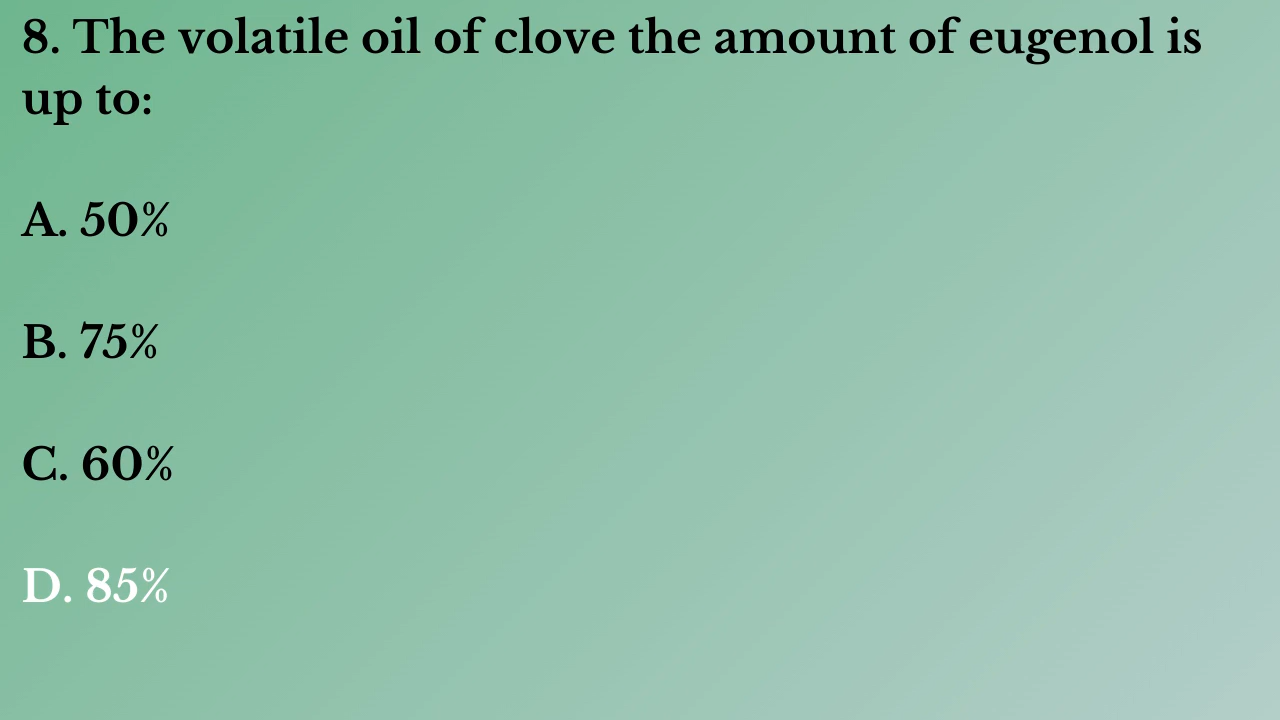 8. The volatile oil of clove the amount of eugenol is
up to:
A. 50%
B. 75%
C. 60%
D. 85%